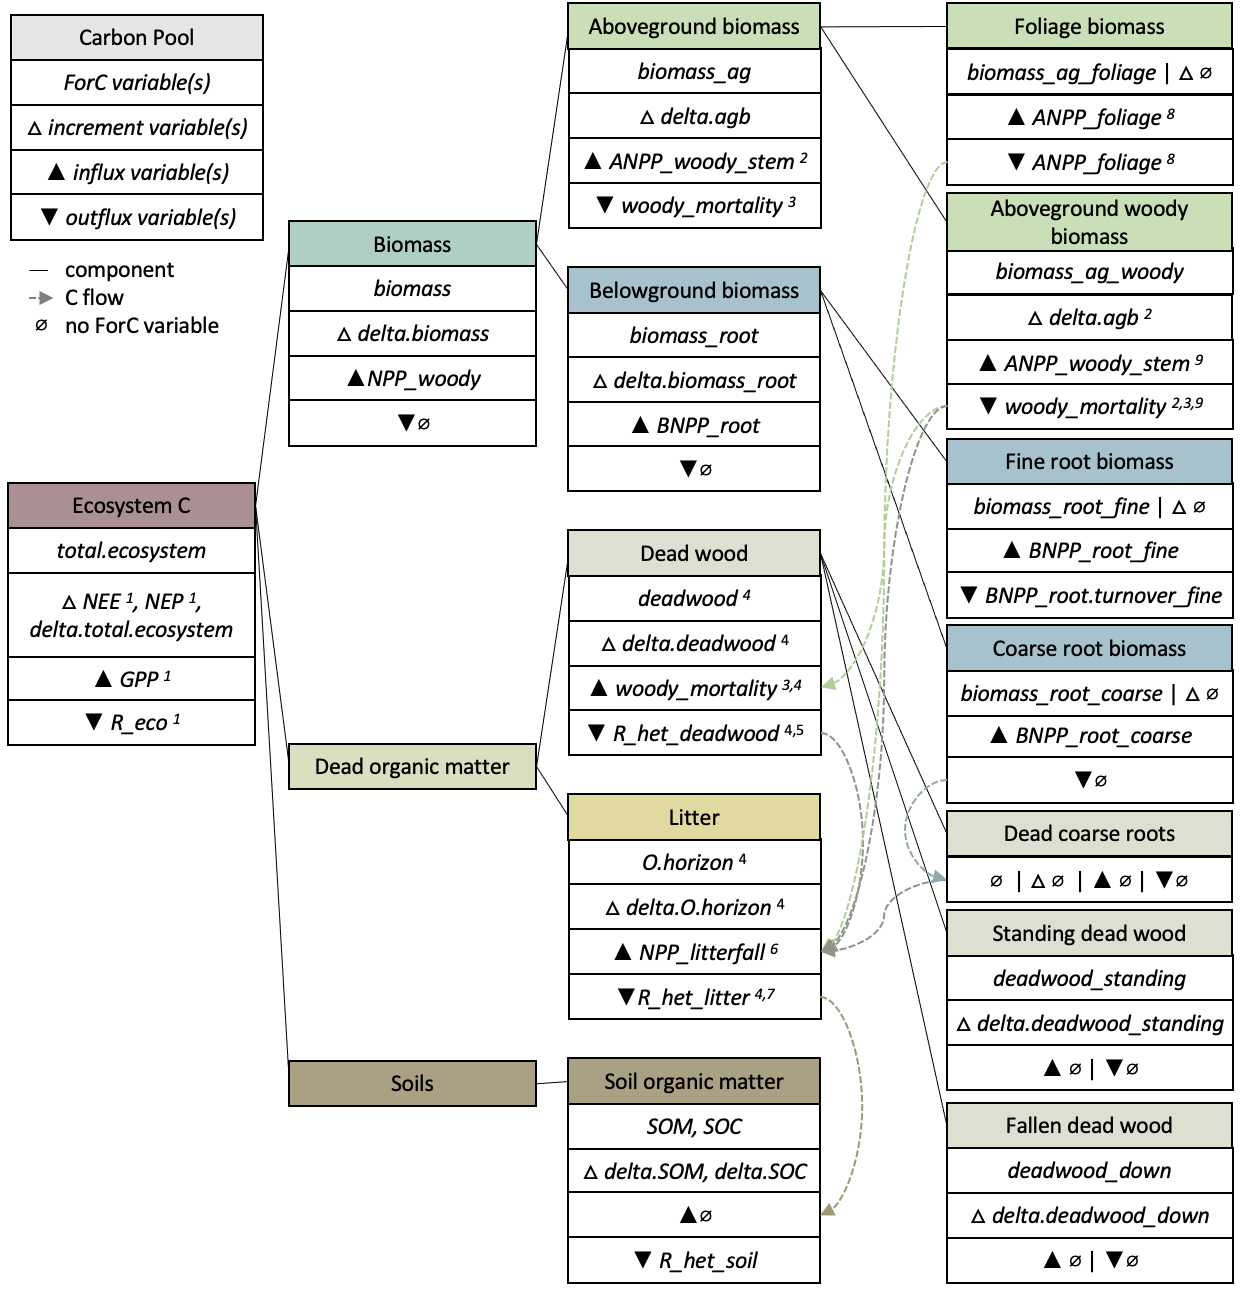 Carbon Pool
ForC variable(s)
△ increment variable(s)
▲ influx variable(s)
▼ outflux variable(s)
component
C flow
∅ no ForC variable
Ecosystem C
total.ecosystem
△ NEE ¹, NEP ¹,
delta.total.ecosystem
▲ GPP ¹
▼ R_eco ¹
Biomass
biomass
△ delta.biomass
▲NPP_woody
▼∅
Dead organic matter
Soils
Aboveground biomass
biomass_ag
△ delta.agb
▲ ANPP_woody_stem ²
▼ woody_mortality ³
Belowground biomass
biomass_root
△ delta.biomass_root
▲ BNPP_root
▼∅
Dead wood
deadwood ⁴
△ delta.deadwood ⁴
▲ woody_mortality ³,⁴
▼ R_het_deadwood ⁴,⁵
Litter
O.horizon ⁴
△ delta.O.horizon ⁴
▲ NPP_litterfall ⁶
▼R_het_litter ⁴,⁷
Soil organic matter
SOM, SOC
△ delta.SOM, delta.SOC
▲∅
▼ R_het_soil
Foliage biomass
biomass_ag_foliage | △ ∅
▲ ANPP_foliage ⁸
▼ ANPP_foliage ⁸
Aboveground woody
biomass
biomass_ag_woody
△ delta.agb ²
▲ ANPP_woody_stem ⁹
▼ woody_mortality ²,³,⁹
Fine root biomass
biomass_root_fine | △ ∅
▲ BNPP_root_fine
▼ BNPP_root.turnover_fine
Coarse root biomass
biomass_root_coarse | △ ∅
▲ BNPP_root_coarse
▼∅
Dead coarse roots
∅ | △ ∅ | ▲ ∅ | ▼∅
Standing dead wood
deadwood_standing
△ delta.deadwood_standing
▲ ∅ | ▼∅
Fallen dead wood
deadwood_down
△ delta.deadwood_down
▲ ∅ | ▼∅